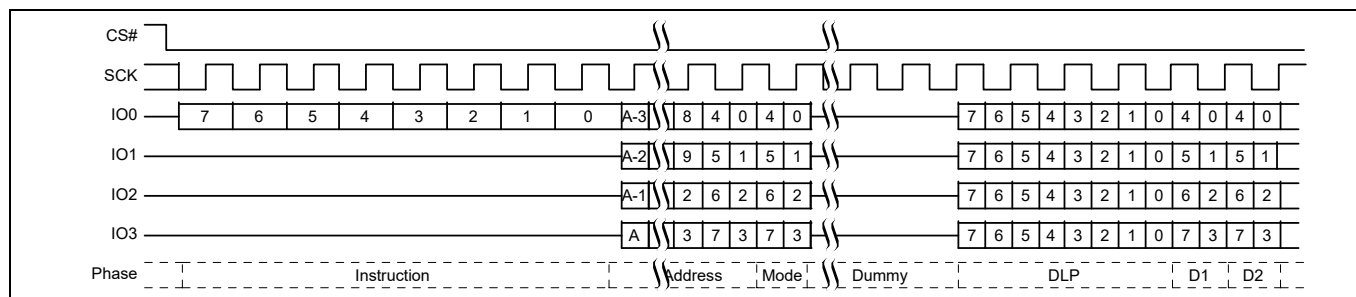 CS#
SCK
IO0 7 6 5 4 3 2 1 0 A-3 8 4 0 4 0 7 6 5 4 3 2 1 0 4 0 4 0
IO1 A-2 9 5 1 5 1 7 6 5 4 3 2 1 0 5 1 5 1
IO2 A-1 2 6 2 6 2 7 6 5 4 3 2 1 0 6 2 6 2
IO3 A 3 7 3 7 3 7 6 5 4 3 2 1 0 7 3 7 3
Phase Instruction Address Mode Dummy DLP D1 D2